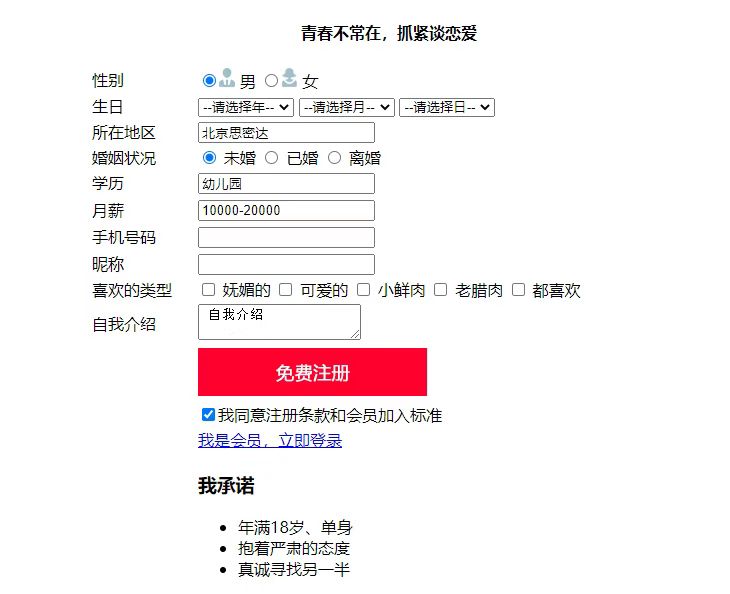 青春不常在，抓紧谈恋爱
性别 男 女
生日 --请选择年-- --请选择月-- --请选择日--
所在地区 北京思密达
婚姻状况 未婚 已婚 离婚
学历 幼儿园
月薪 10000-20000
手机号码
昵称
喜欢的类型 妩媚的 可爱的 小鲜肉 老腊肉 都喜欢
自我介绍 自我介绍
免费注册
我同意注册条款和会员加入标准
我是会员，立即登录
我承诺
年满18岁、单身
抱着严肃的态度
真诚寻找另一半